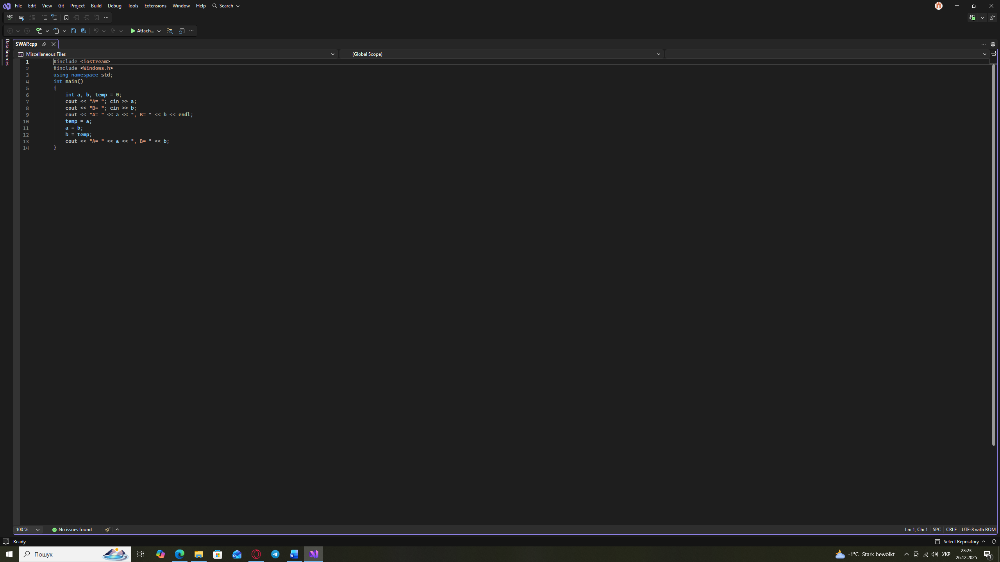 File Edit View Git Project Build Debug Tools Extensions Window Help Search
ABC
Attach...
Data Sources
SWAP.cpp
Miscellaneous Files (Global Scope)
1 #include <iostream>
2 #include <Windows.h>
3 using namespace std;
4 int main()
5 {
6 int a, b, temp = 0;
7 cout << "A= "; cin >> a;
8 cout << "B= "; cin >> b;
9 cout << "A= " << a << ", B= " << b << endl;
10 temp = a;
11 a = b;
12 b = temp;
13 cout << "A= " << a << ", B= " << b;
14 }
100 % No issues found Ln: 1, Ch: 1 SPC CRLF UTF-8 with BOM
Ready Select Repository
Пошук -1°C Stark bewölkt УКР 23:23
26.12.2025 1